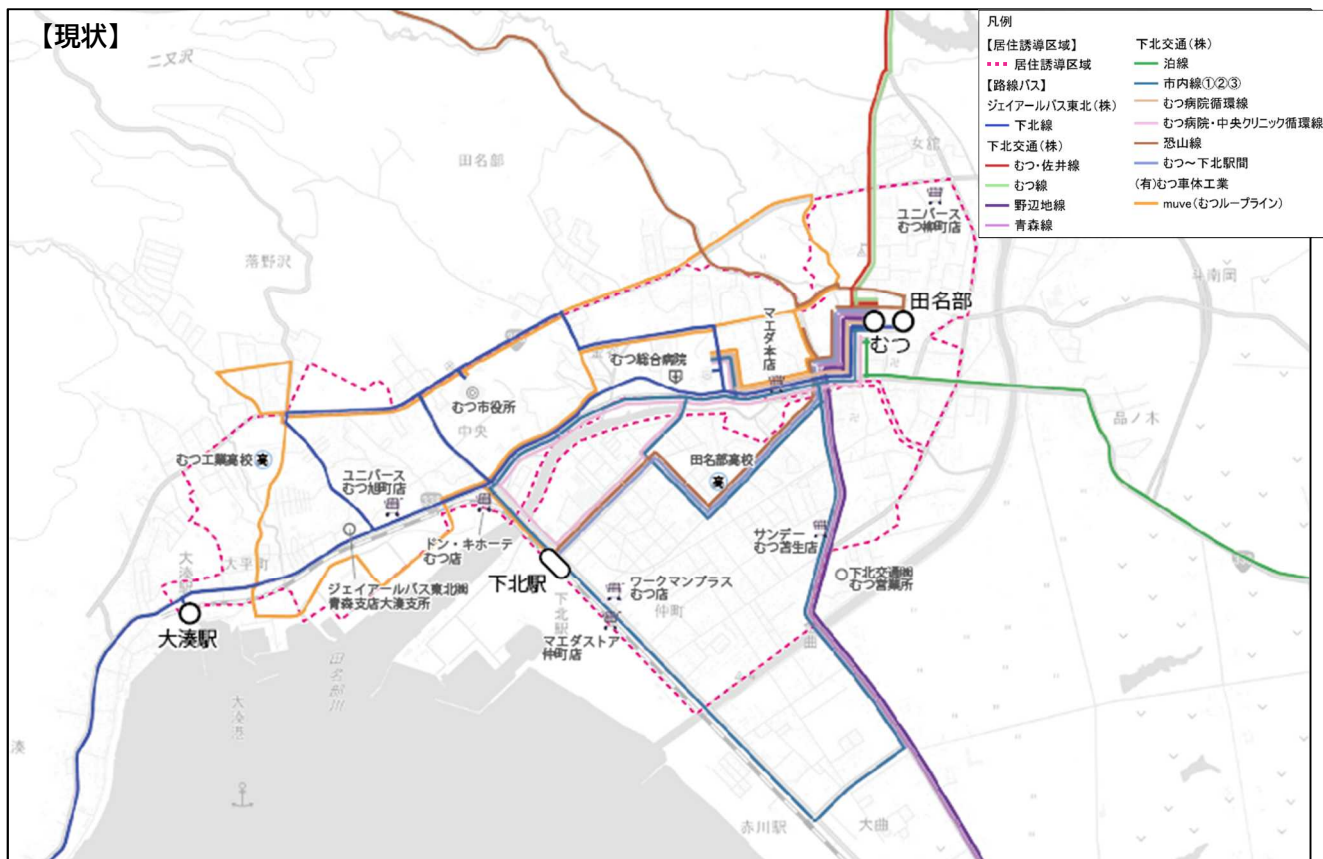 【現状】
凡例
【居住誘導区域】
居住誘導区域
【路線バス】
ジェイアールバス東北(株)
下北線
下北交通(株)
むつ・佐井線
むつ線
野辺地線
青森線
下北交通(株)
泊線
市内線①②③
むつ病院循環線
むつ病院・中央クリニック循環線
恐山線
むつ～下北駅間
(有)むつ車体工業
muve(むつループライン)
二又沢
田名部
女舘
ユニバース
むつ柳町店
落野沢
斗南岡
田名部
むつ
マエダ本店
むつ総合病院
むつ市役所
中央
品ノ木
むつ工業高校
高
ユニバース
むつ旭町店
田名部高校
高
サンデー
むつ苫生店
ドン・キホーテ
むつ店
大湊駅
大平町
ジェイアールバス東北㈱
青森支店大湊支所
下北駅
下北駅
ワークマンプラス
むつ店
仲町
マエダストア
仲町店
下北交通㈱
むつ営業所
大湊駅
田名部川
大湊港
湊
赤川駅
大曲